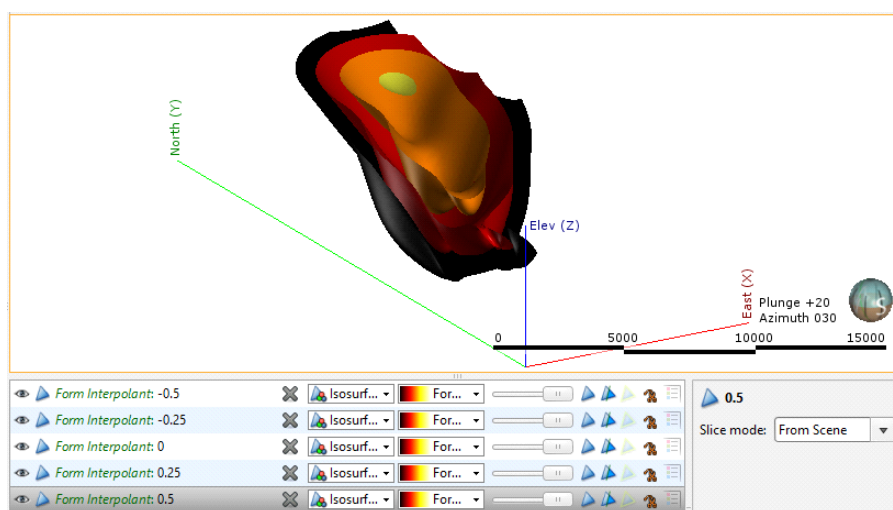 North (Y)
Elev (Z)
East (X)
Plunge +20
Azimuth 030
S
0 5000 10000 15000
Form Interpolant: -0.5 Isosurf... For...
Form Interpolant: -0.25 Isosurf... For...
Form Interpolant: 0 Isosurf... For...
Form Interpolant: 0.25 Isosurf... For...
Form Interpolant: 0.5 Isosurf... For...
0.5
Slice mode: From Scene